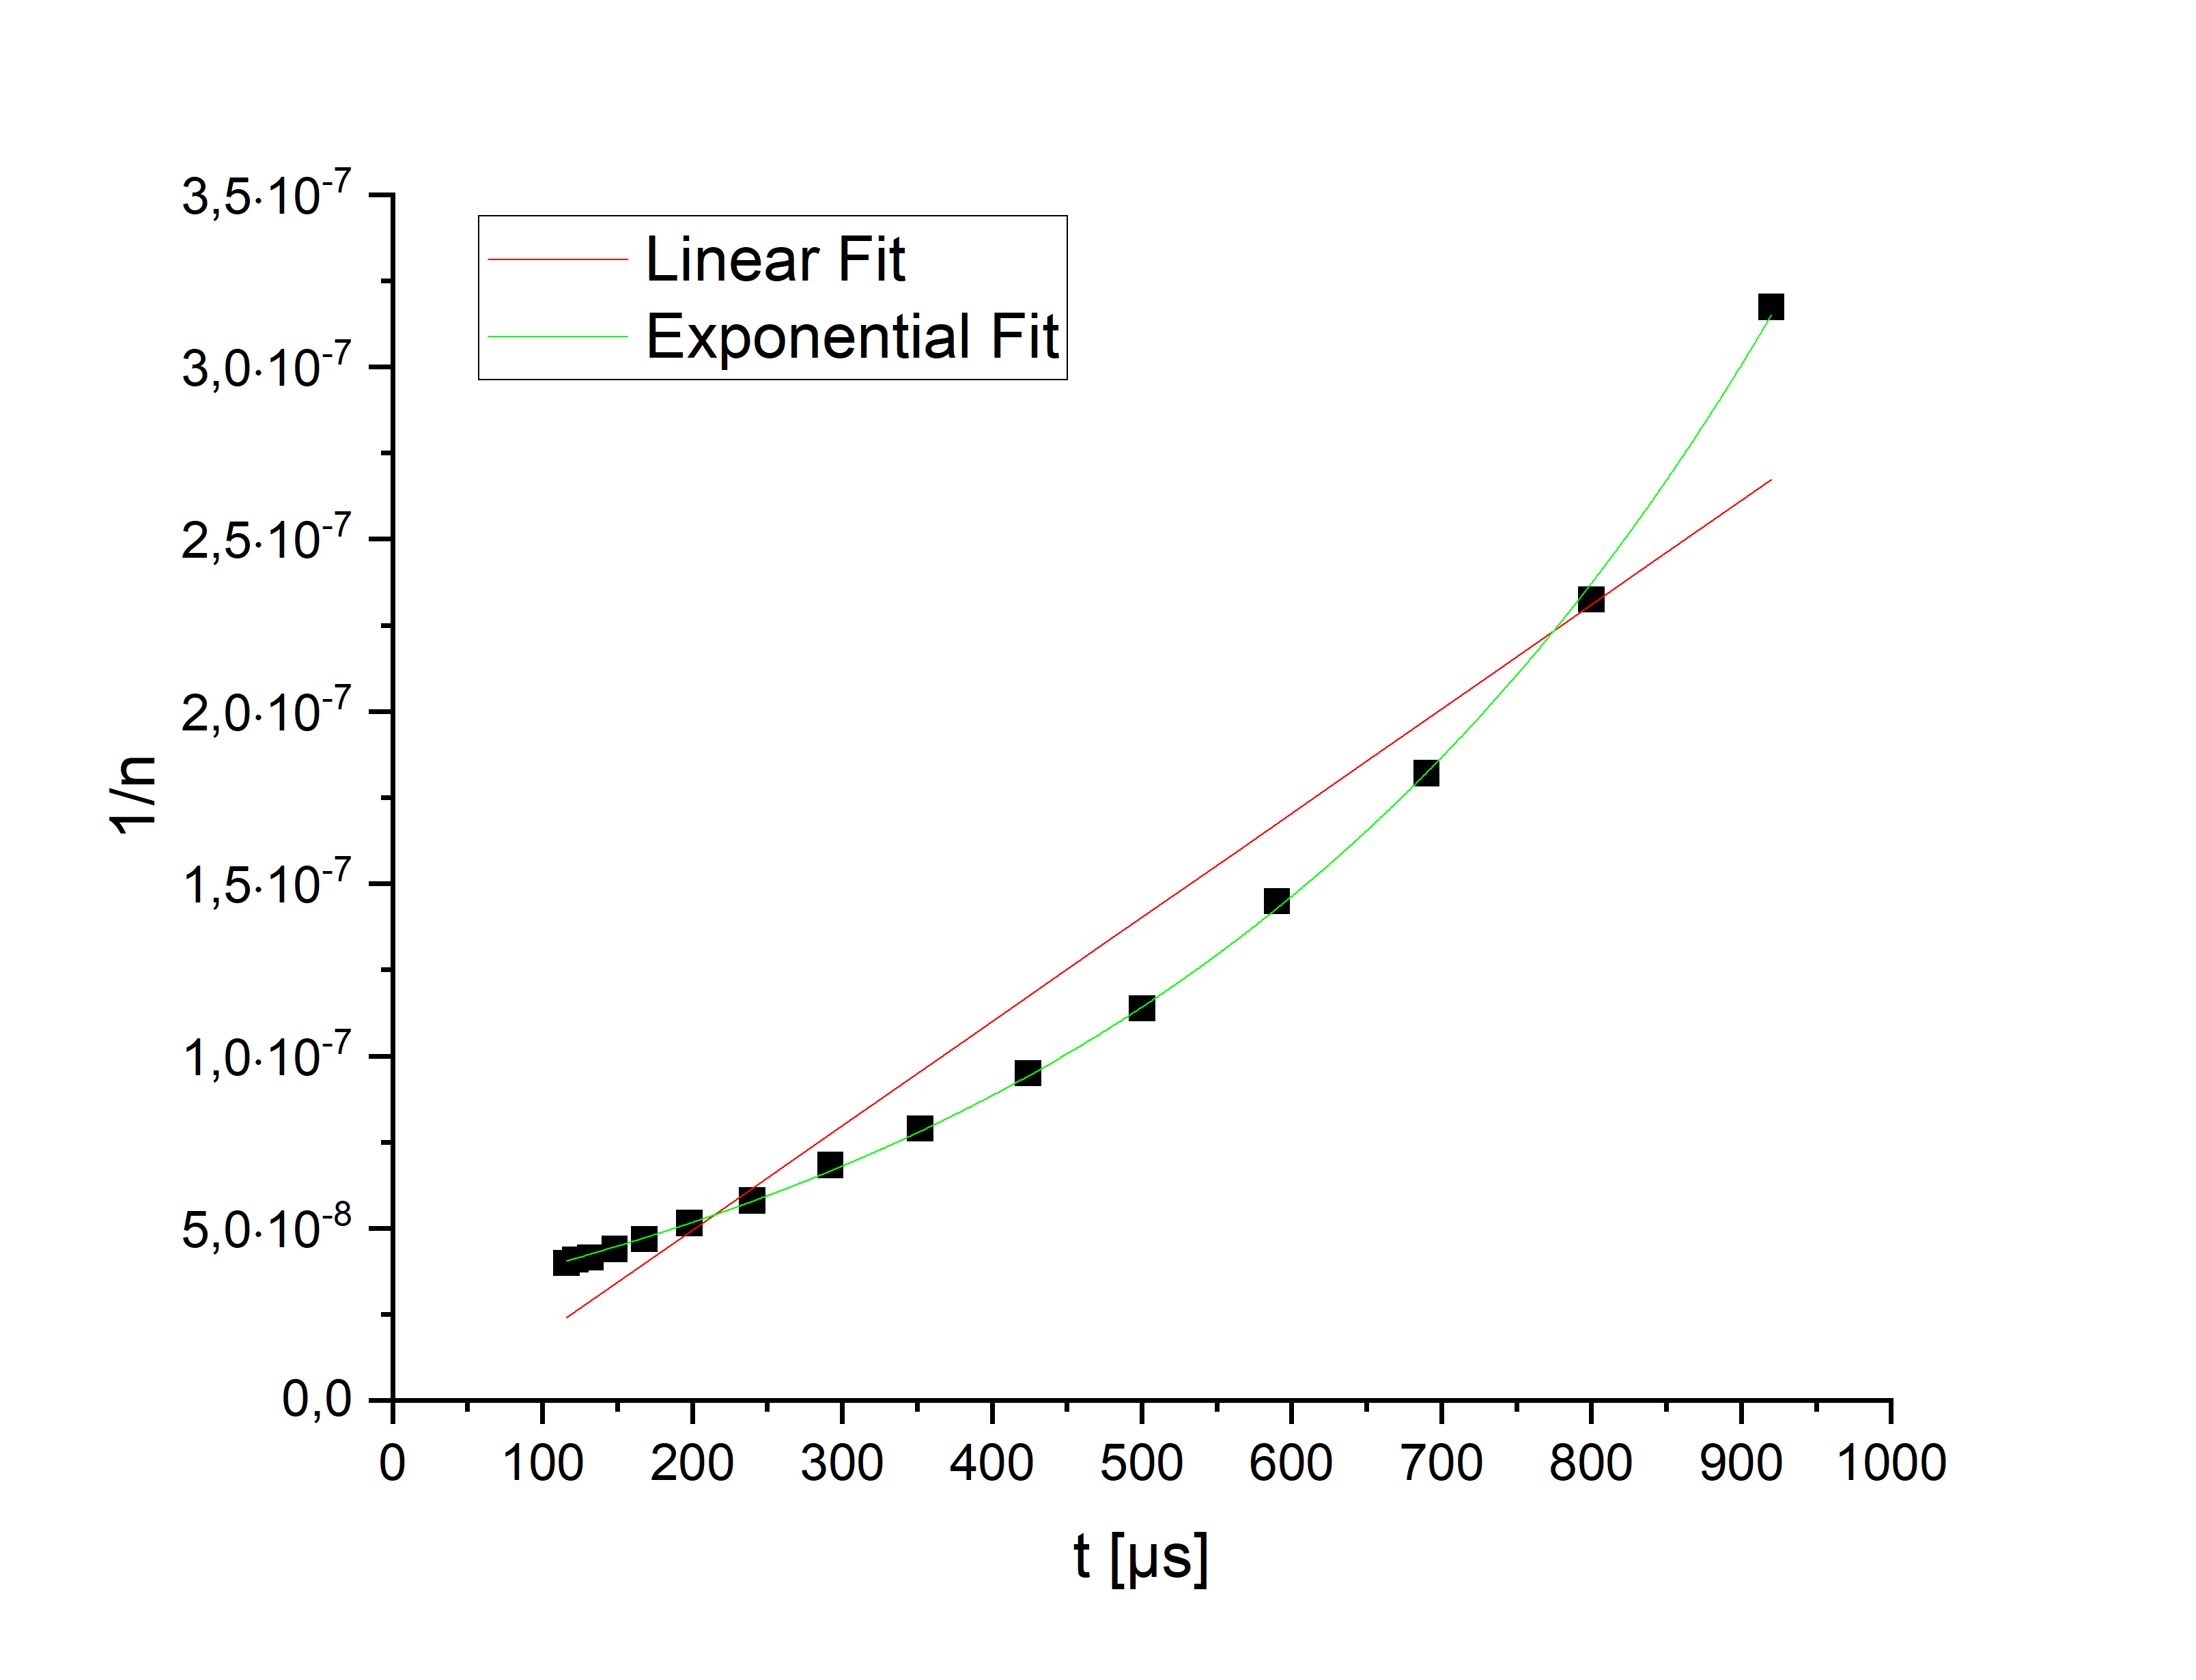 3,5·10⁻⁷
3,0·10⁻⁷
2,5·10⁻⁷
2,0·10⁻⁷
1,5·10⁻⁷
1,0·10⁻⁷
5,0·10⁻⁸
0,0
1/n
Linear Fit
Exponential Fit
0 100 200 300 400 500 600 700 800 900 1000
t [µs]